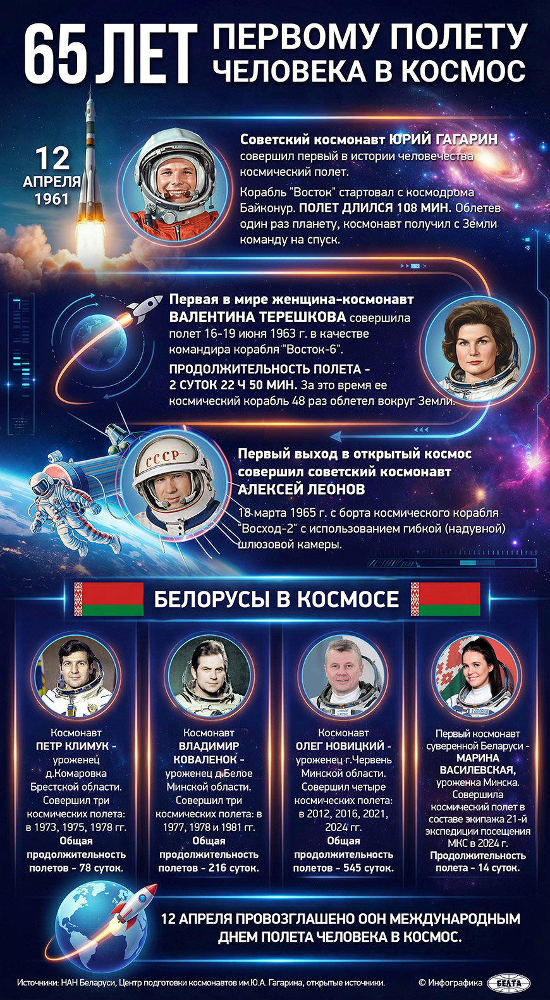 65 ЛЕТ ПЕРВОМУ ПОЛЕТУ
ЧЕЛОВЕКА В КОСМОС
12
АПРЕЛЯ
1961
Советский космонавт ЮРИЙ ГАГАРИН
совершил первый в истории человечества
космический полет.
Корабль "Восток" стартовал с космодрома
Байконур. ПОЛЕТ ДЛИЛСЯ 108 МИН. Облетев
один раз планету, космонавт получил с Земли
команду на спуск.
Первая в мире женщина-космонавт
ВАЛЕНТИНА ТЕРЕШКОВА совершила
полет 16-19 июня 1963 г. в качестве
командира корабля "Восток-6".
ПРОДОЛЖИТЕЛЬНОСТЬ ПОЛЕТА -
2 СУТОК 22 Ч 50 МИН. За это время ее
космический корабль 48 раз облетел вокруг Земли.
СССР
Первый выход в открытый космос
совершил советский космонавт
АЛЕКСЕЙ ЛЕОНОВ
18 марта 1965 г. с борта космического корабля
"Восход-2" с использованием гибкой (надувной)
шлюзовой камеры.
БЕЛОРУСЫ В КОСМОСЕ
Космонавт
ПЕТР КЛИМУК -
уроженец
д.Комаровка
Брестской области.
Совершил три
космических полета:
в 1973, 1975, 1978 гг.
Общая
продолжительность
полетов - 78 суток.
Космонавт
ВЛАДИМИР
КОВАЛЕНОК -
уроженец д.Белое
Минской области.
Совершил три
космических полета: в
1977, 1978 и 1981 гг.
Общая
продолжительность
полетов - 216 суток.
Космонавт
ОЛЕГ НОВИЦКИЙ -
уроженец г.Червень
Минской области.
Совершил четыре
космических полета:
в 2012, 2016, 2021,
2024 гг.
Общая
продолжительность
полетов - 545 суток.
Первый космонавт
суверенной Беларуси -
МАРИНА
ВАСИЛЕВСКАЯ,
уроженка Минска.
Совершила
космический полет в
составе экипажа 21-й
экспедиции посещения
МКС в 2024 г.
Продолжительность
полета - 14 суток.
12 АПРЕЛЯ ПРОВОЗГЛАШЕНО ООН МЕЖДУНАРОДНЫМ
ДНЕМ ПОЛЕТА ЧЕЛОВЕКА В КОСМОС.
Источники: НАН Беларуси, Центр подготовки космонавтов им.Ю.А. Гагарина, открытые источники.
© Инфографика БЕЛТА